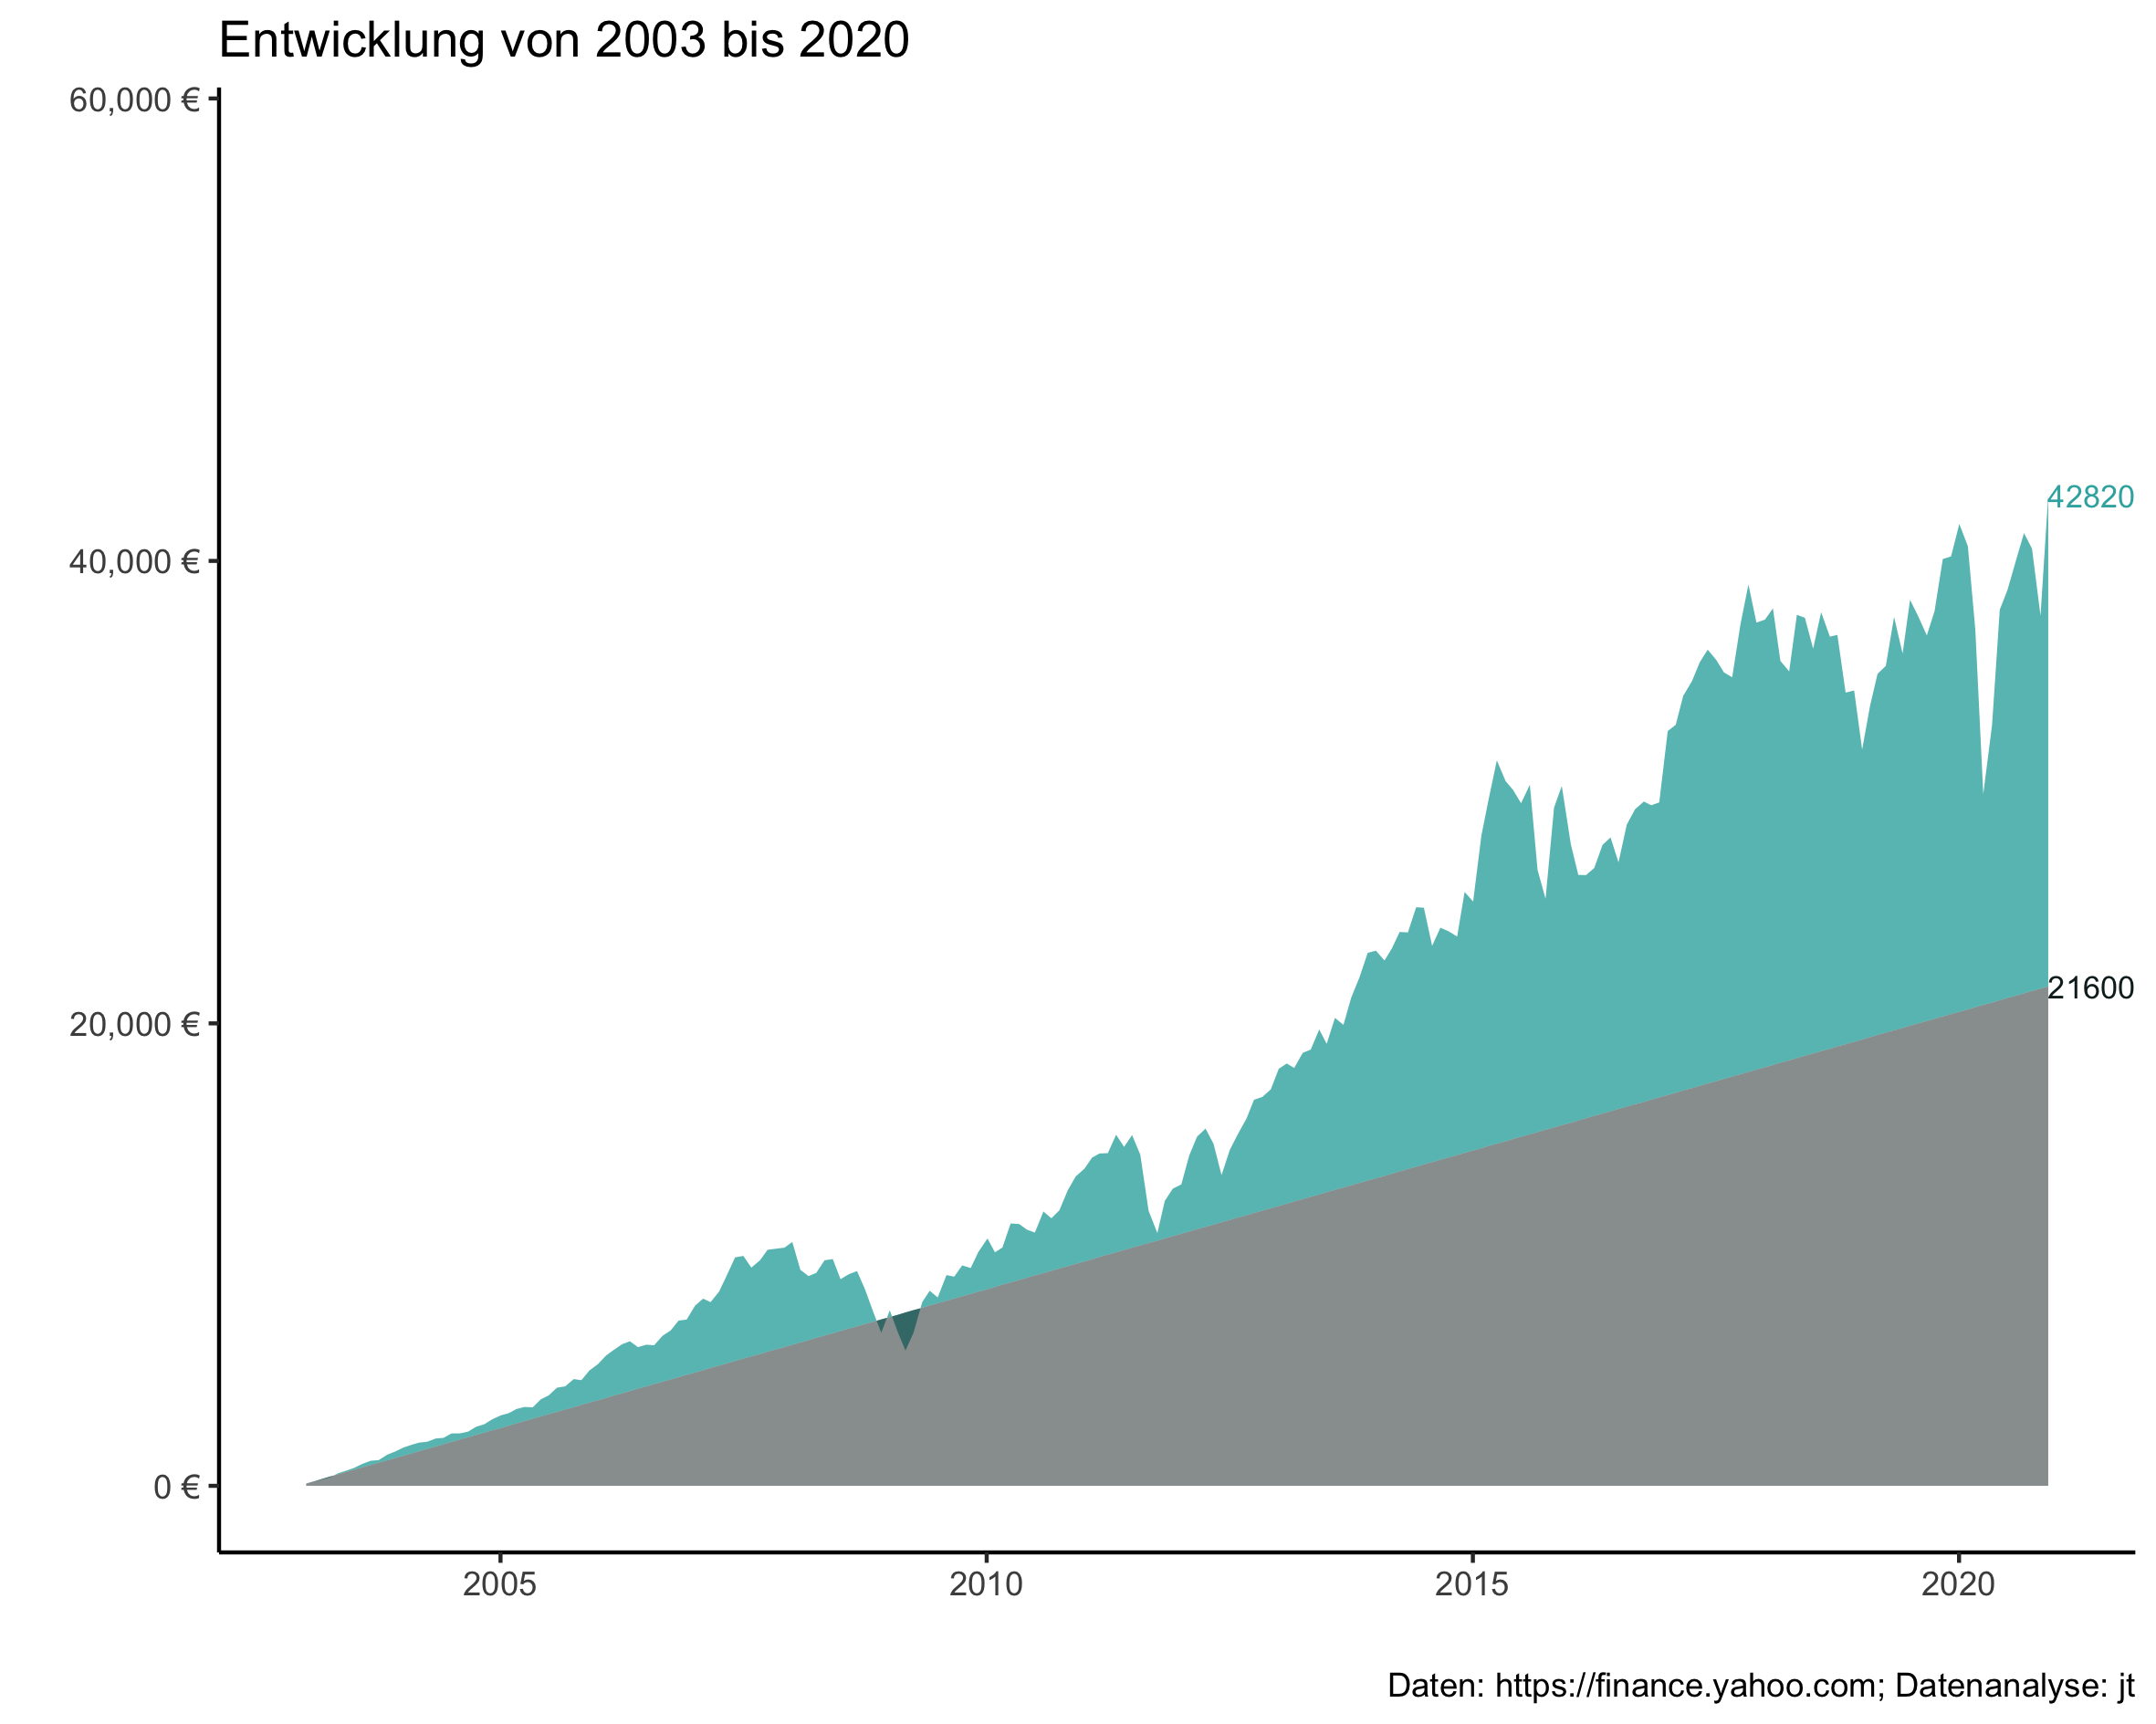 Entwicklung von 2003 bis 2020
60,000 €
42820
40,000 €
21600
20,000 €
0 €
2005 2010 2015 2020
Daten: https://finance.yahoo.com; Datenanalyse: jt